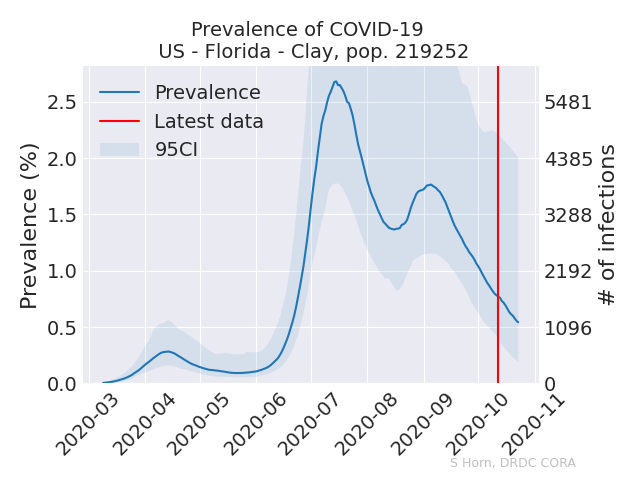 Prevalence of COVID-19
US - Florida - Clay, pop. 219252
Prevalence
Latest data
95CI
Prevalence (%)
2.5
2.0
1.5
1.0
0.5
0.0
5481
4385
3288
2192
1096
0
# of infections
2020-03
2020-04
2020-05
2020-06
2020-07
2020-08
2020-09
2020-10
2020-11
S Horn, DRDC CORA